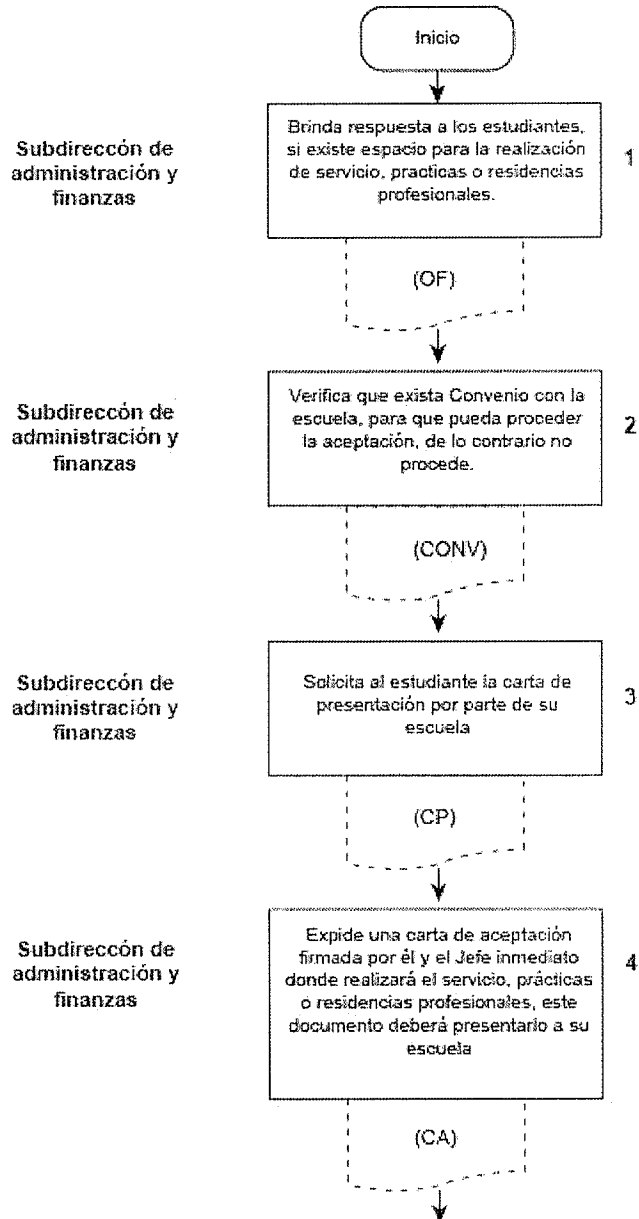 Inicio
Subdireccón de
administración y
finanzas
Brinda respuesta a los estudiantes,
si existe espacio para la realización
de servicio, practicas o residencias
profesionales.
1
(OF)
Subdireccón de
administración y
finanzas
Verifica que exista Convenio con la
escuela, para que pueda proceder
la aceptación, de lo contrario no
procede.
2
(CONV)
Subdireccón de
administración y
finanzas
Solicita al estudiante la carta de
presentación por parte de su
escuela
3
(CP)
Subdireccón de
administración y
finanzas
Expide una carta de aceptación
firmada por él y el Jefe inmediato
donde realizará el servicio, prácticas
o residencias profesionales, este
documento deberá presentarlo a su
escuela
4
(CA)